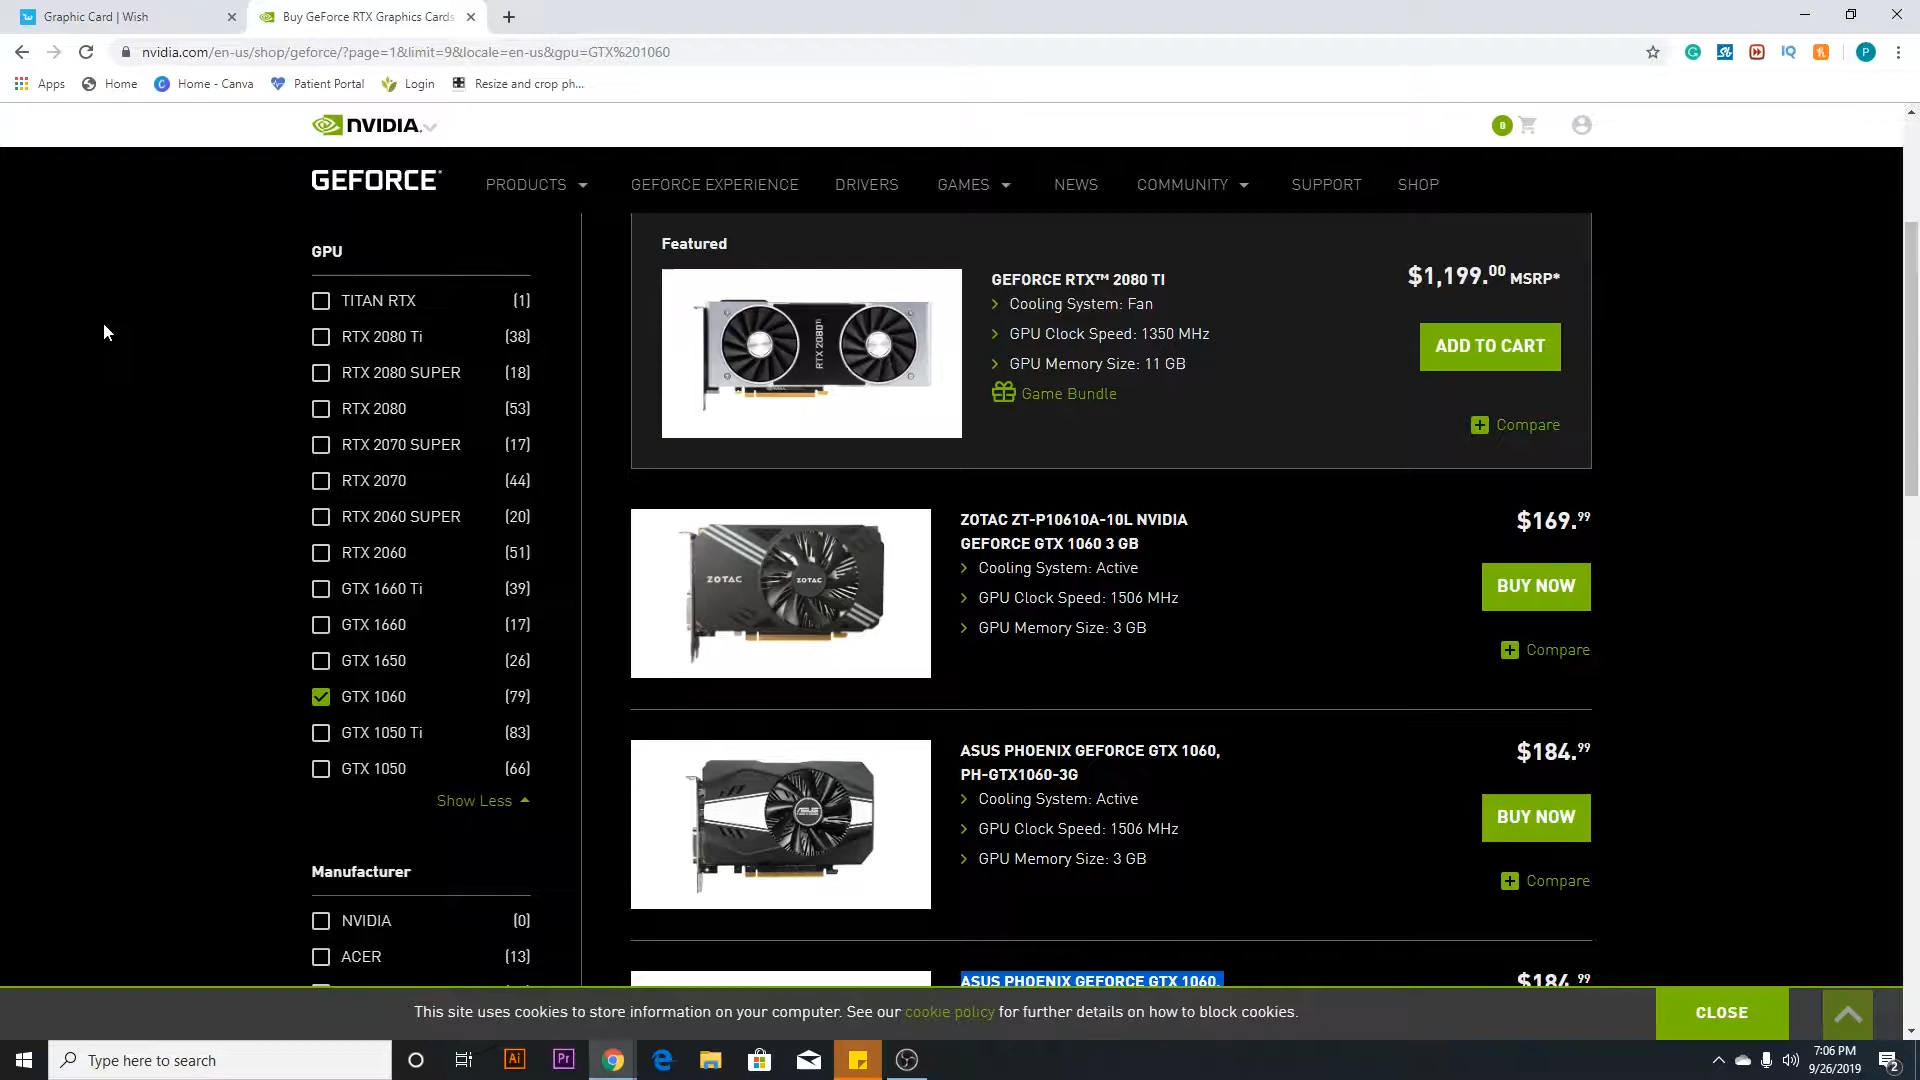 Graphic Card | Wish
Buy GeForce RTX Graphics Cards
nvidia.com/en-us/shop/geforce/?page=1&limit=9&locale=en-us&gpu=GTX%201060
P
Apps
Home
Home - Canva
Patient Portal
Login
Resize and crop ph...
NVIDIA.
0
GEFORCE
PRODUCTS
GEFORCE EXPERIENCE
DRIVERS
GAMES
NEWS
COMMUNITY
SUPPORT
SHOP
GPU
TITAN RTX (1)
RTX 2080 Ti (38)
RTX 2080 SUPER (18)
RTX 2080 (53)
RTX 2070 SUPER (17)
RTX 2070 (44)
RTX 2060 SUPER (20)
RTX 2060 (51)
GTX 1660 Ti (39)
GTX 1660 (17)
GTX 1650 (26)
GTX 1060 (79)
GTX 1050 Ti (83)
GTX 1050 (66)
Show Less
Manufacturer
NVIDIA (0)
ACER (13)
Featured
RTX 2080Ti
GEFORCE RTX™ 2080 TI
Cooling System: Fan
GPU Clock Speed: 1350 MHz
GPU Memory Size: 11 GB
Game Bundle
$1,199.00 MSRP*
ADD TO CART
Compare
ZOTAC
ZOTAC
ZOTAC ZT-P10610A-10L NVIDIA
GEFORCE GTX 1060 3 GB
Cooling System: Active
GPU Clock Speed: 1506 MHz
GPU Memory Size: 3 GB
$169.99
BUY NOW
Compare
ASUS PHOENIX GEFORCE GTX 1060,
PH-GTX1060-3G
Cooling System: Active
GPU Clock Speed: 1506 MHz
GPU Memory Size: 3 GB
$184.99
BUY NOW
Compare
ASUS PHOENIX GEFORCE GTX 1060,
$184.99
This site uses cookies to store information on your computer. See our cookie policy for further details on how to block cookies.
CLOSE
Type here to search
Ai
Pr
7:06 PM
9/26/2019
2